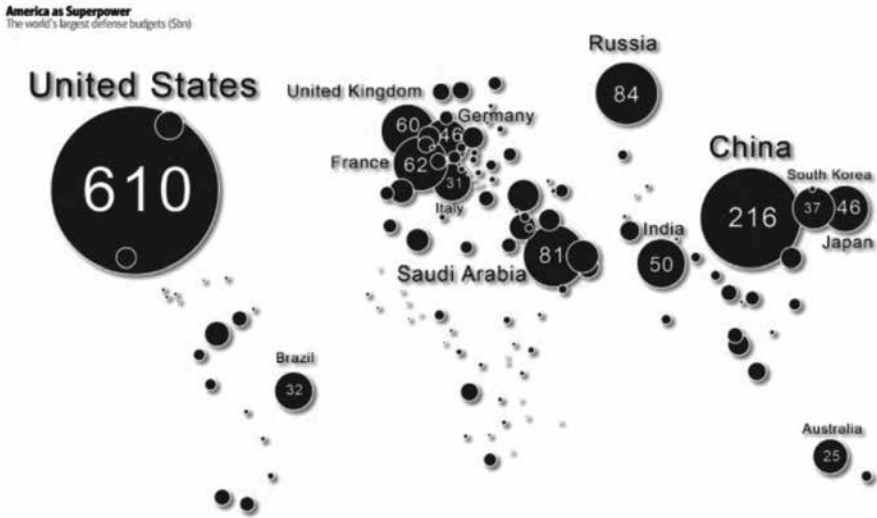 America as Superpower
The world's largest defense budgets ($bn)
Russia
84
United States
610
United Kingdom
60
Germany
46
France
62
31
Italy
China
216
South Korea
37
46
Japan
India
50
Saudi Arabia
81
Brazil
32
Australia
25